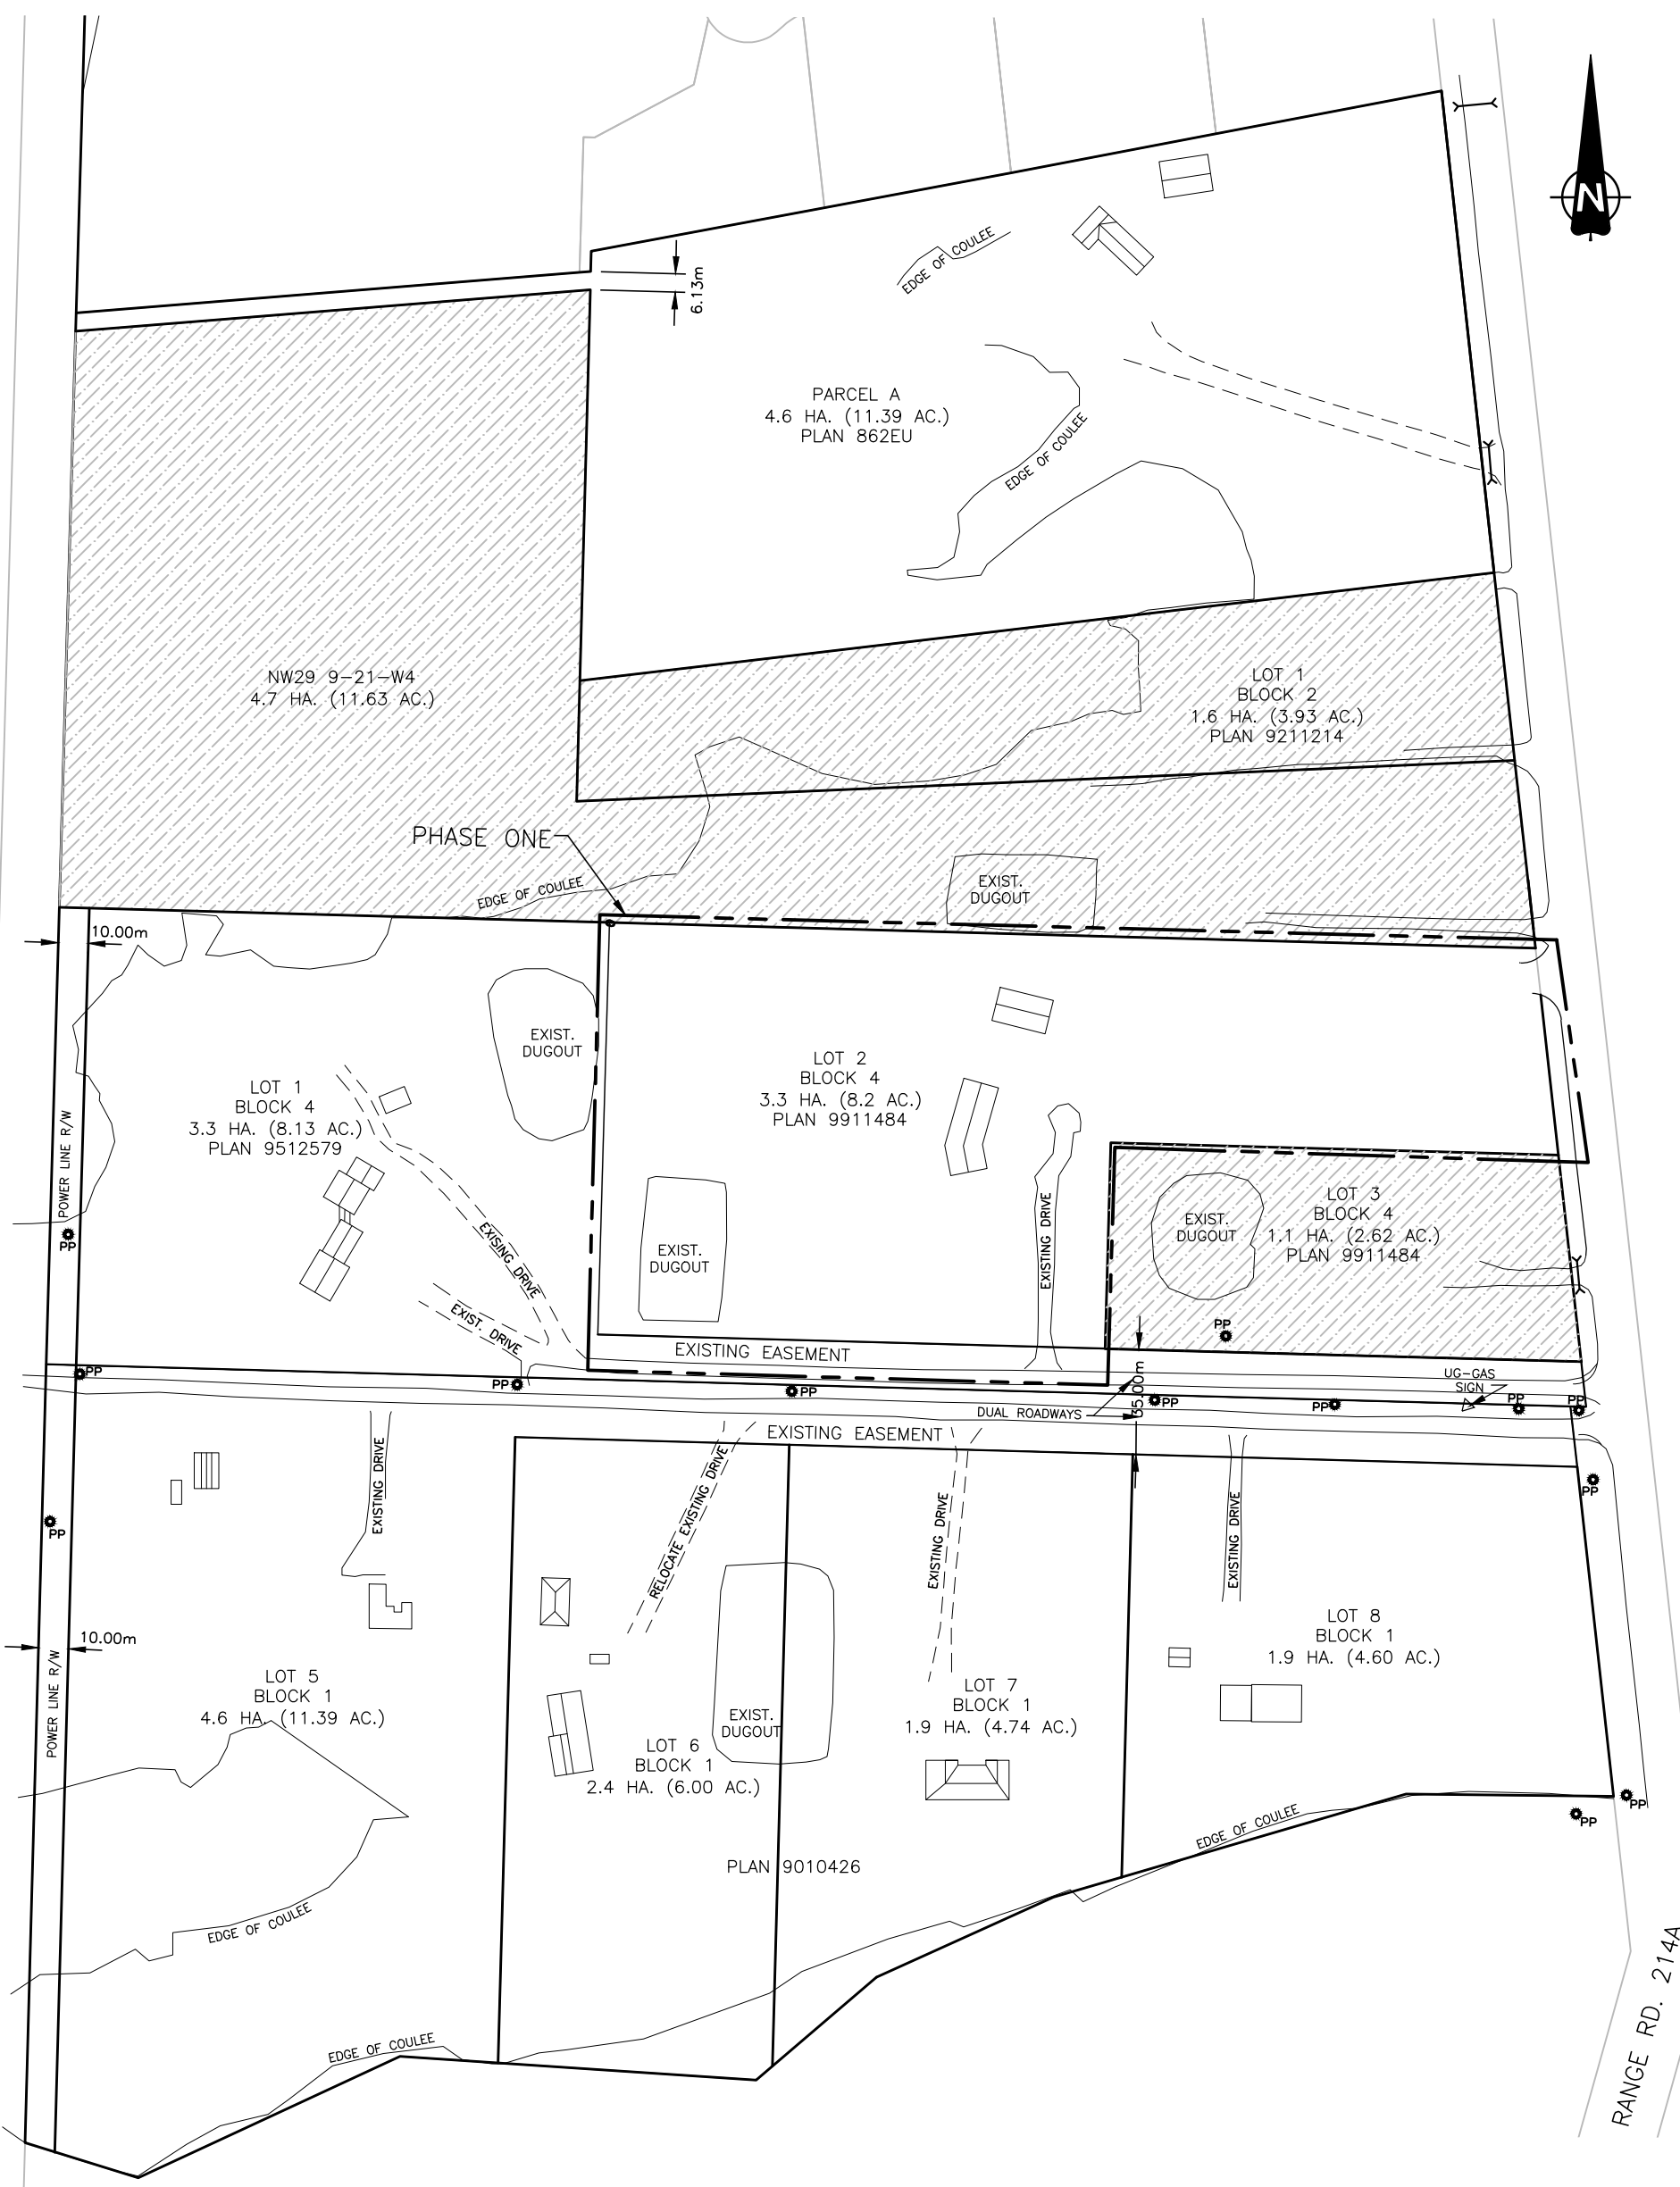 N
6.13m
EDGE OF COULEE
PARCEL A
4.6 HA. (11.39 AC.)
PLAN 862EU
EDGE OF COULEE
NW29 9-21-W4
4.7 HA. (11.63 AC.)
LOT 1
BLOCK 2
1.6 HA. (3.93 AC.)
PLAN 9211214
PHASE ONE
EDGE OF COULEE
EXIST.
DUGOUT
10.00m
POWER LINE R/W
PP
LOT 1
BLOCK 4
3.3 HA. (8.13 AC.)
PLAN 9512579
EXIST.
DUGOUT
EXISING DRIVE
EXIST. DRIVE
LOT 2
BLOCK 4
3.3 HA. (8.2 AC.)
PLAN 9911484
EXIST.
DUGOUT
EXISTING DRIVE
EXIST.
DUGOUT
LOT 3
BLOCK 4
1.1 HA. (2.62 AC.)
PLAN 9911484
PP
EXISTING EASEMENT
UG-GAS
SIGN
PP
PP
PP
PP
PP
PP
PP
35.00m
DUAL ROADWAYS
EXISTING EASEMENT
PP
PP
10.00m
POWER LINE R/W
EXISTING DRIVE
LOT 5
BLOCK 1
4.6 HA. (11.39 AC.)
RELOCATE EXISTING DRIVE
EXIST.
DUGOUT
LOT 6
BLOCK 1
2.4 HA. (6.00 AC.)
EXISTING DRIVE
LOT 7
BLOCK 1
1.9 HA. (4.74 AC.)
EXISTING DRIVE
LOT 8
BLOCK 1
1.9 HA. (4.60 AC.)
PP
PP
EDGE OF COULEE
PLAN 9010426
EDGE OF COULEE
EDGE OF COULEE
RANGE RD. 214A